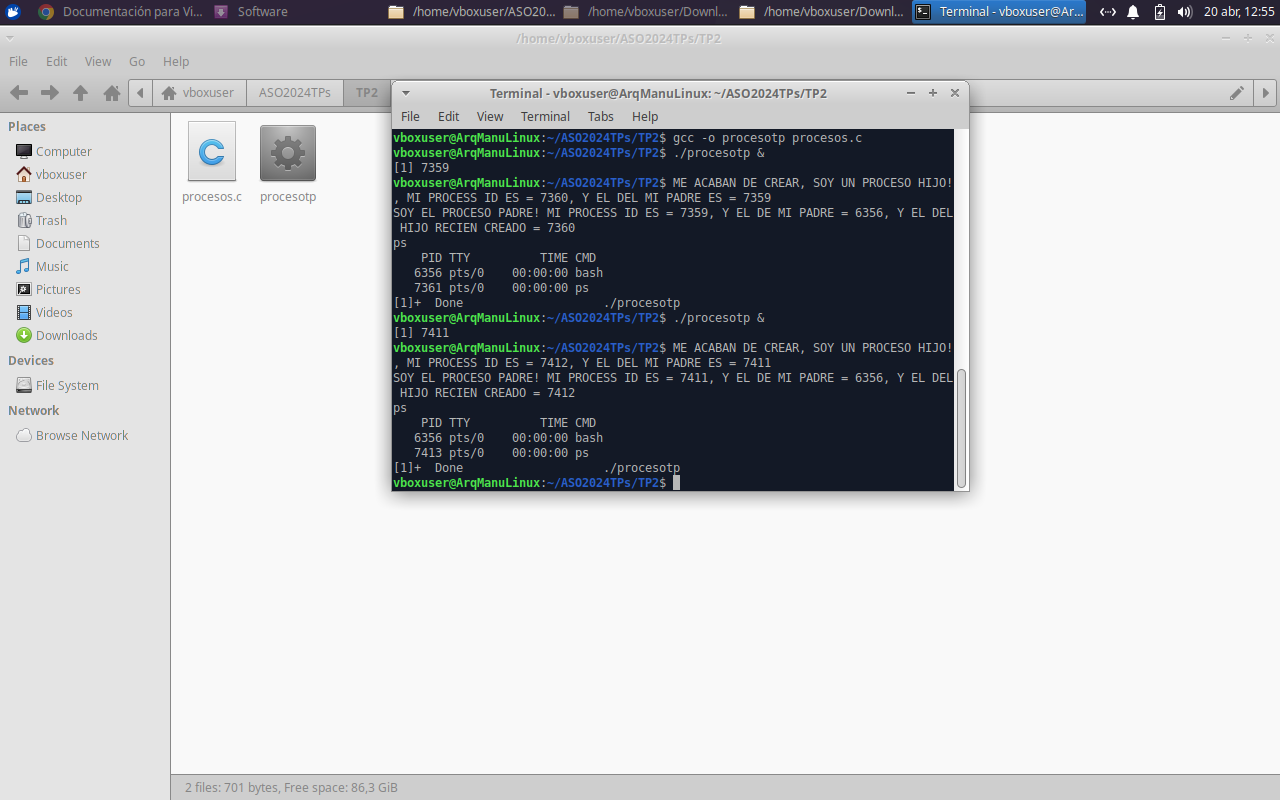 Documentación para Vi...
Software
/home/vboxuser/ASO20...
/home/vboxuser/Downl...
/home/vboxuser/Downl...
Terminal - vboxuser@Ar...
20 abr, 12:55
/home/vboxuser/ASO2024TPs/TP2
File Edit View Go Help
vboxuser ASO2024TPs TP2
Places
Computer
vboxuser
Desktop
Trash
Documents
Music
Pictures
Videos
Downloads
Devices
File System
Network
Browse Network
procesos.c
procesotp
Terminal - vboxuser@ArqManuLinux: ~/ASO2024TPs/TP2
File Edit View Terminal Tabs Help
vboxuser@ArqManuLinux:~/ASO2024TPs/TP2$ gcc -o procesotp procesos.c
vboxuser@ArqManuLinux:~/ASO2024TPs/TP2$ ./procesotp &
[1] 7359
vboxuser@ArqManuLinux:~/ASO2024TPs/TP2$ ME ACABAN DE CREAR, SOY UN PROCESO HIJO!
, MI PROCESS ID ES = 7360, Y EL DEL MI PADRE ES = 7359
SOY EL PROCESO PADRE! MI PROCESS ID ES = 7359, Y EL DE MI PADRE = 6356, Y EL DEL
HIJO RECIEN CREADO = 7360
ps
PID TTY TIME CMD
6356 pts/0 00:00:00 bash
7361 pts/0 00:00:00 ps
[1]+ Done ./procesotp
vboxuser@ArqManuLinux:~/ASO2024TPs/TP2$ ./procesotp &
[1] 7411
vboxuser@ArqManuLinux:~/ASO2024TPs/TP2$ ME ACABAN DE CREAR, SOY UN PROCESO HIJO!
, MI PROCESS ID ES = 7412, Y EL DEL MI PADRE ES = 7411
SOY EL PROCESO PADRE! MI PROCESS ID ES = 7411, Y EL DE MI PADRE = 6356, Y EL DEL
HIJO RECIEN CREADO = 7412
ps
PID TTY TIME CMD
6356 pts/0 00:00:00 bash
7413 pts/0 00:00:00 ps
[1]+ Done ./procesotp
vboxuser@ArqManuLinux:~/ASO2024TPs/TP2$
2 files: 701 bytes, Free space: 86,3 GiB